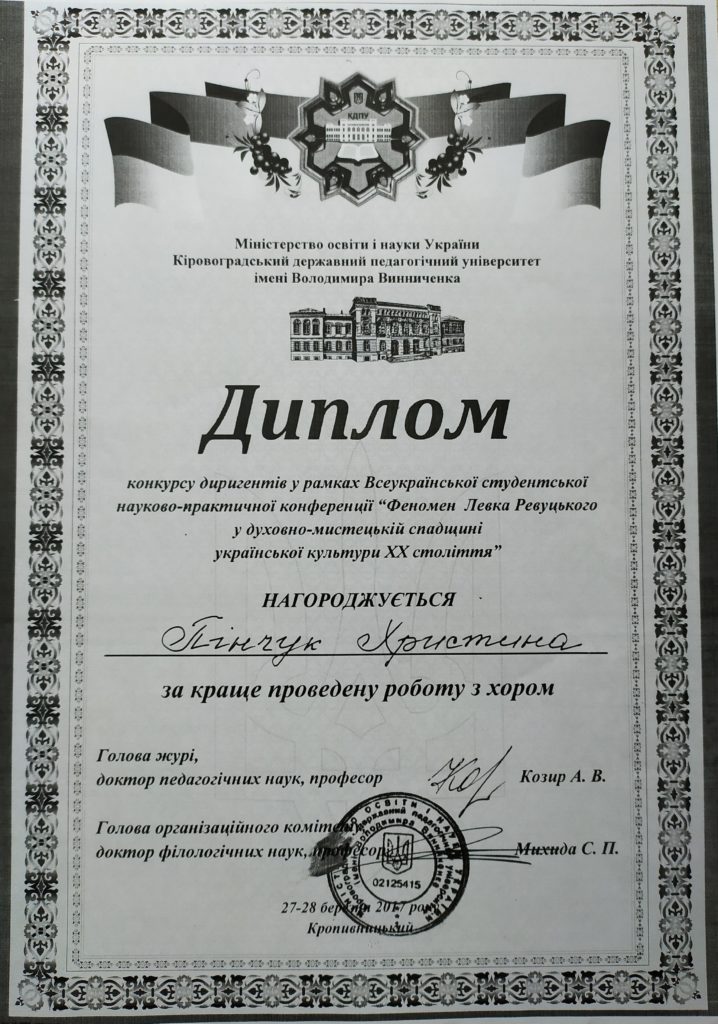 КДПУ
Міністерство освіти і науки України
Кіровоградський державний педагогічний університет
імені Володимира Винниченка
Диплом
конкурсу диригентів у рамках Всеукраїнської студентської
науково-практичної конференції “Феномен Левка Ревуцького
у духовно-мистецькій спадщині
української культури ХХ століття”
НАГОРОДЖУЄТЬСЯ
Пінчук Христина
за краще проведену роботу з хором
Голова журі,
доктор педагогічних наук, професор Козир А. В.
Голова організаційного комітету,
доктор філологічних наук, професор Михида С. П.
02125415
27-28 березня 2017 року
Кропивницький